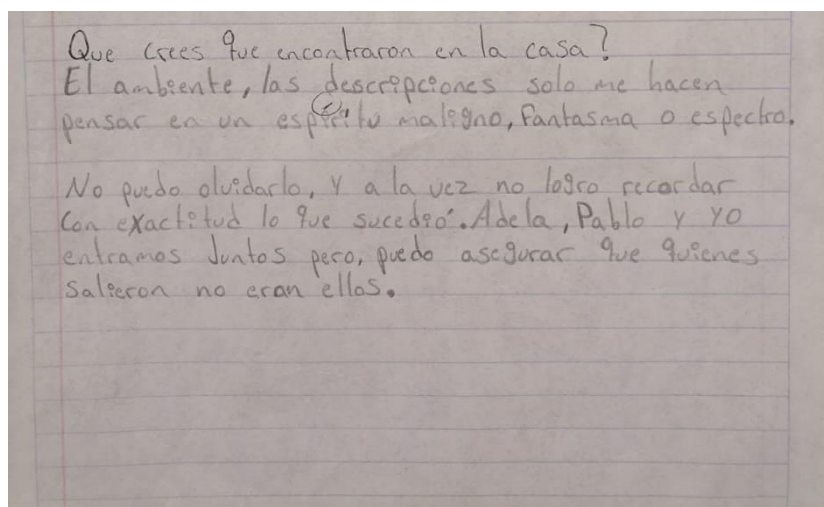 Que crees que encontraron en la casa?
El ambiente, las descripciones solo me hacen
pensar en un espíritu maligno, fantasma o espectro.
No puedo olvidarlo, y a la vez no logro recordar
con exactitud lo que sucedió. Adela, Pablo y yo
entramos juntos pero, puedo asegurar que quienes
salieron no eran ellos.